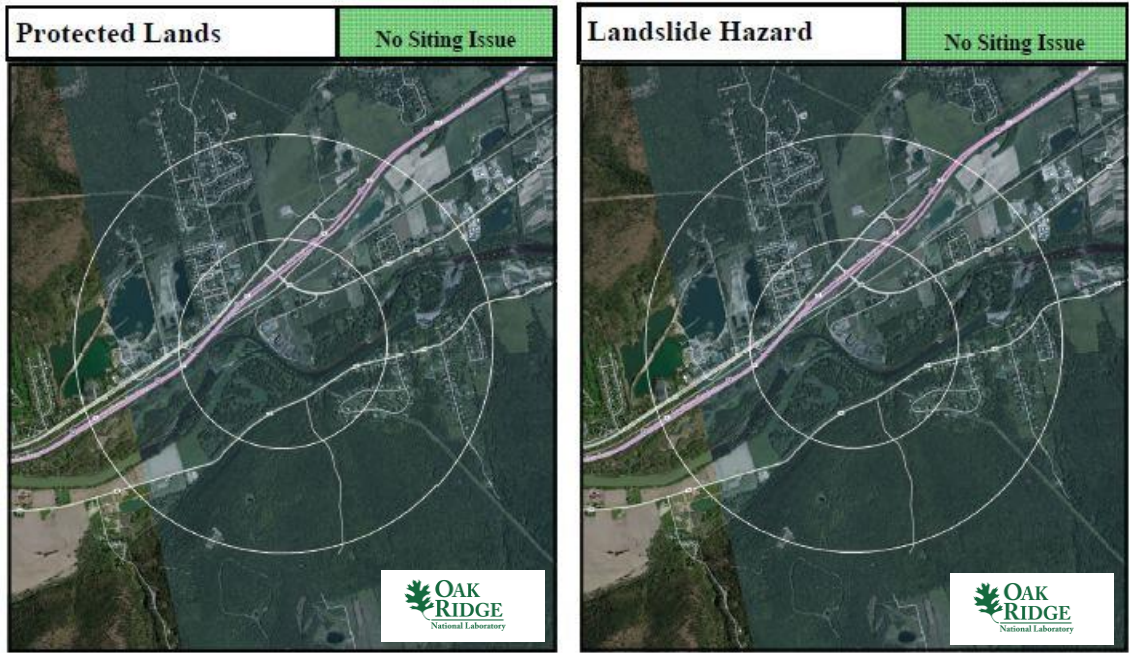 Protected Lands
No Siting Issue
Landslide Hazard
No Siting Issue
OAK
RIDGE
National Laboratory
OAK
RIDGE
National Laboratory